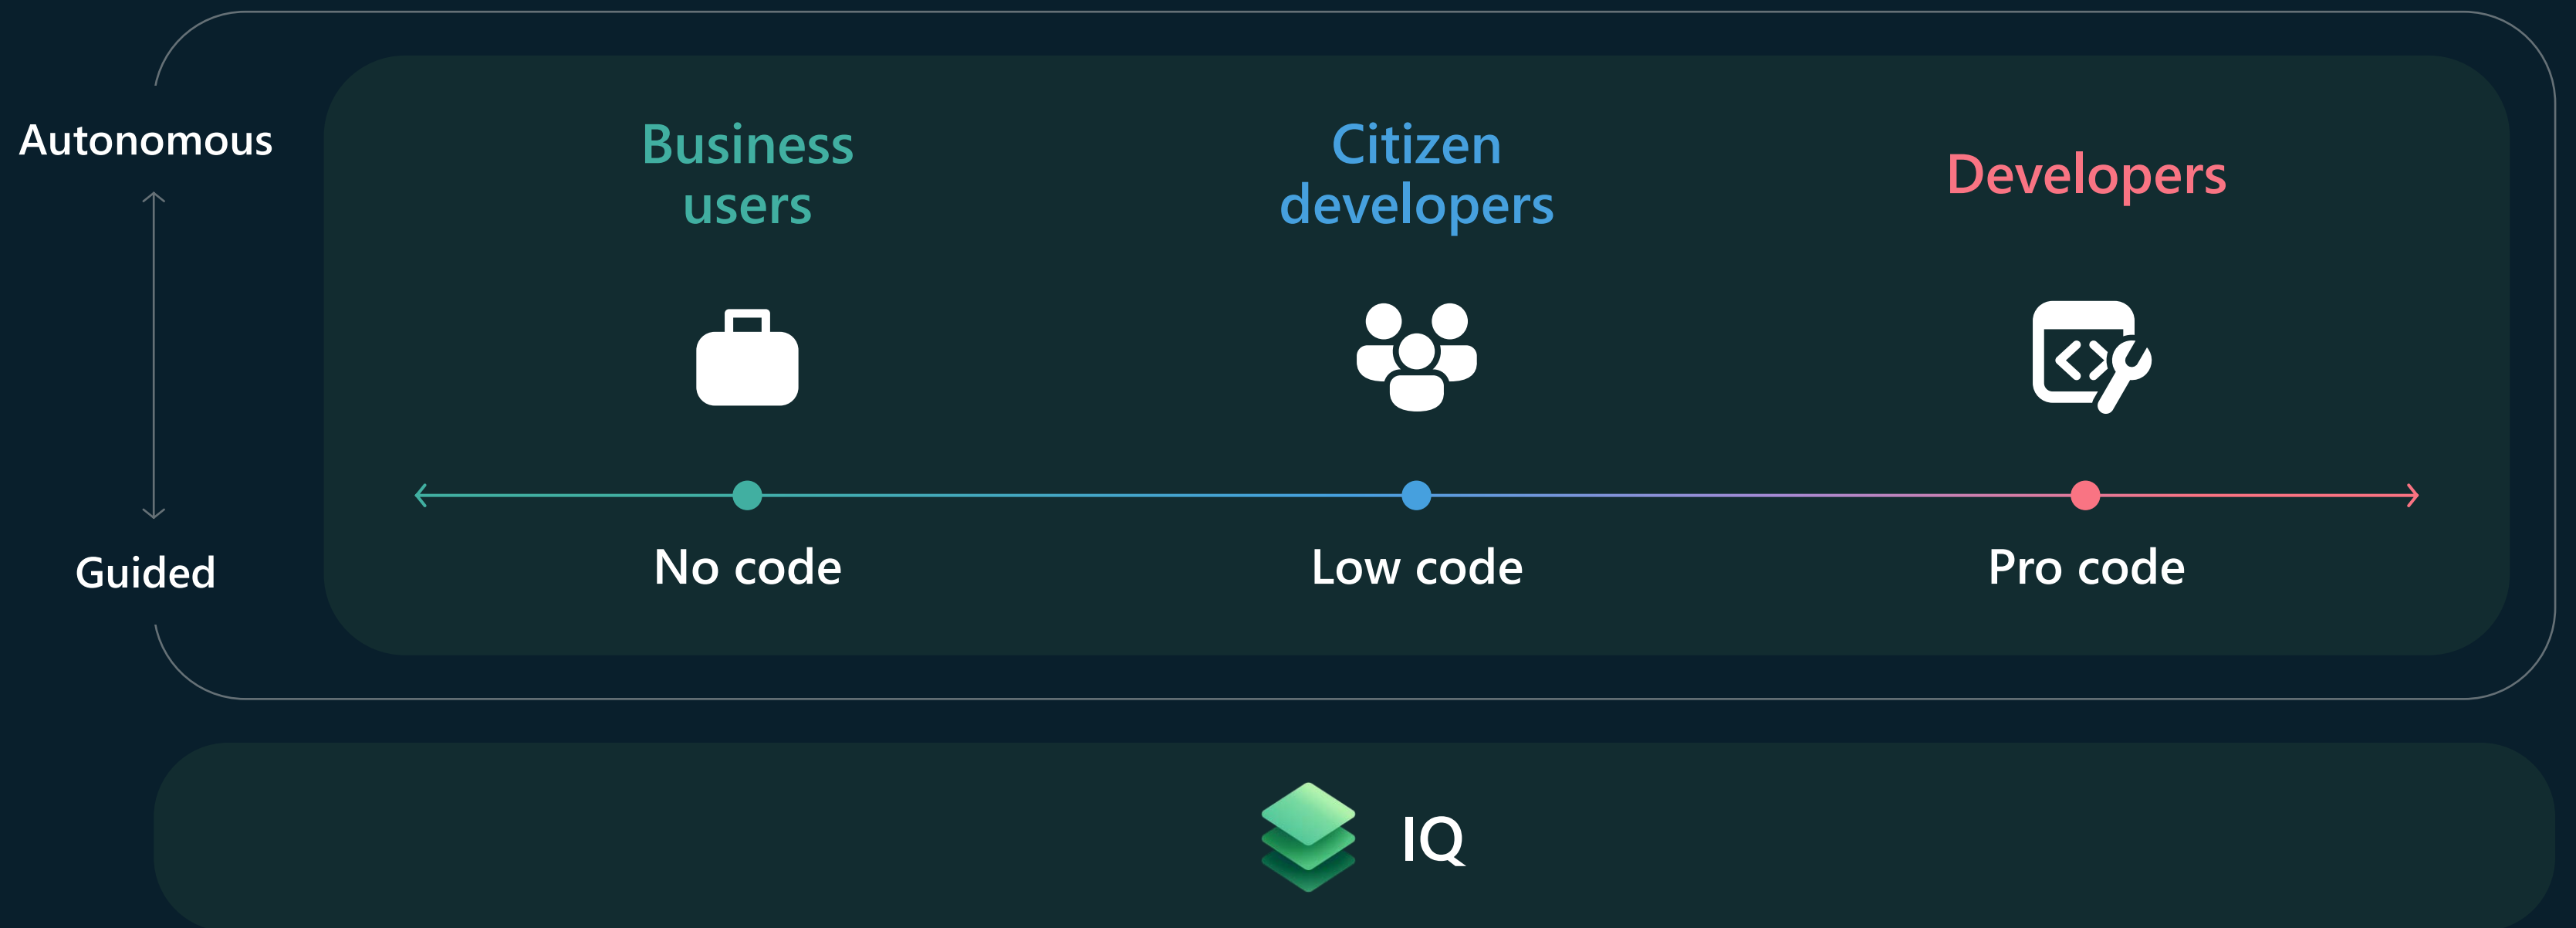 Autonomous
Guided
Business
users
Citizen
developers
Developers
No code
Low code
Pro code
IQ